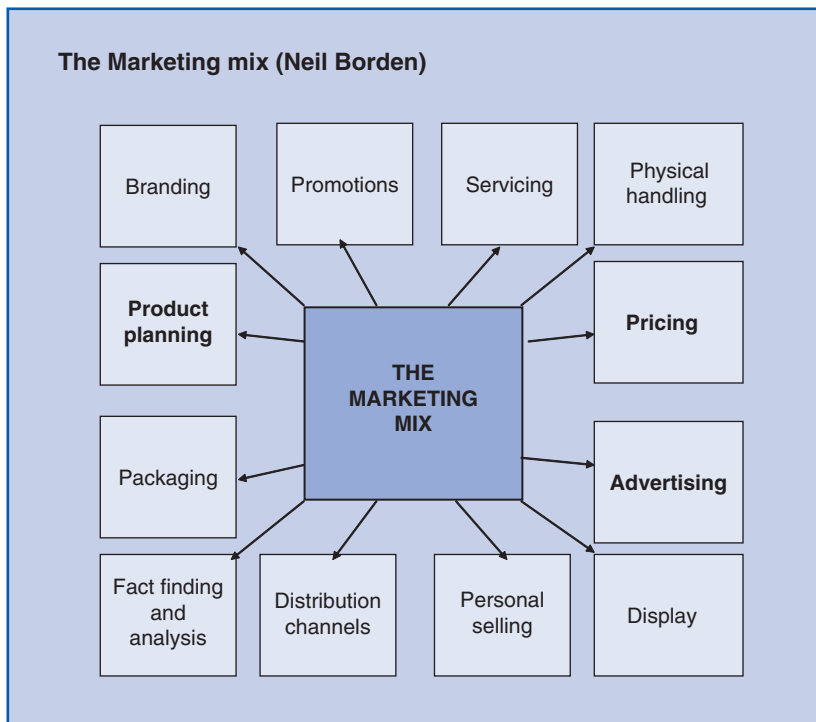 The Marketing mix (Neil Borden)
Branding
Promotions
Servicing
Physical
handling
Product
planning
Pricing
THE
MARKETING
MIX
Packaging
Advertising
Fact finding
and
analysis
Distribution
channels
Personal
selling
Display